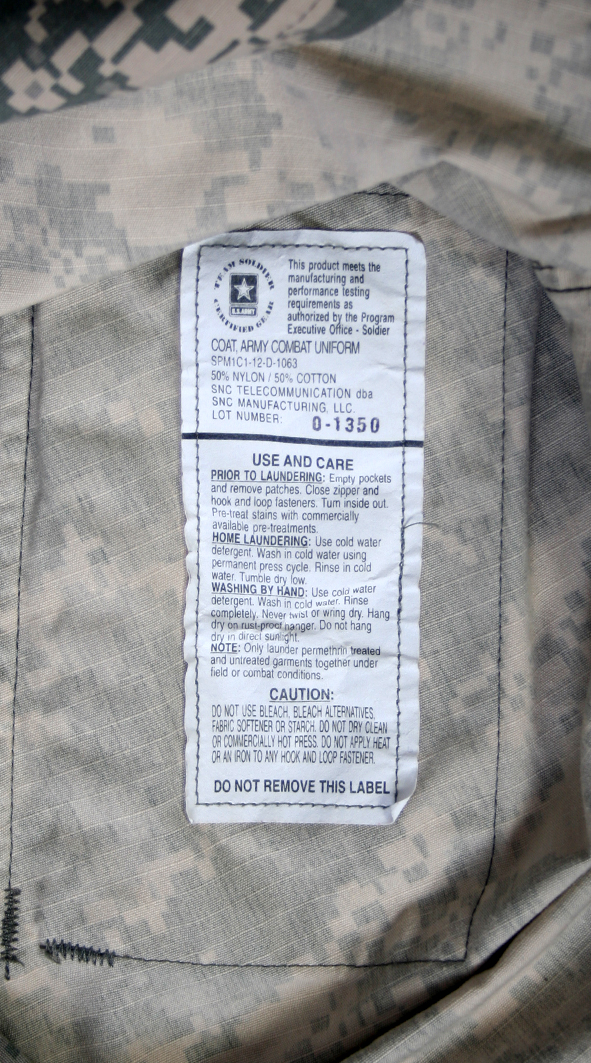 TEAM SOLDIER
CERTIFIED GEAR
U.S. ARMY
This product meets the
manufacturing and
performance testing
requirements as
authorized by the Program
Executive Office - Soldier
COAT, ARMY COMBAT UNIFORM
SPM1C1-12-D-1063
50% NYLON / 50% COTTON
SNC TELECOMMUNICATION dba
SNC MANUFACTURING, LLC.
LOT NUMBER: 0-1350
USE AND CARE
PRIOR TO LAUNDERING: Empty pockets
and remove patches. Close zipper and
hook and loop fasteners. Turn inside out.
Pre-treat stains with commercially
available pre-treatments.
HOME LAUNDERING: Use cold water
detergent. Wash in cold water using
permanent press cycle. Rinse in cold
water. Tumble dry low.
WASHING BY HAND: Use cold water
detergent. Wash in cold water. Rinse
completely. Never twist or wring dry. Hang
dry on rust-proof hanger. Do not hang
dry in direct sunlight.
NOTE: Only launder permethrin treated
and untreated garments together under
field or combat conditions.
CAUTION:
DO NOT USE BLEACH, BLEACH ALTERNATIVES,
FABRIC SOFTENER OR STARCH. DO NOT DRY CLEAN
OR COMMERCIALLY HOT PRESS. DO NOT APPLY HEAT
OR AN IRON TO ANY HOOK AND LOOP FASTENER.
DO NOT REMOVE THIS LABEL